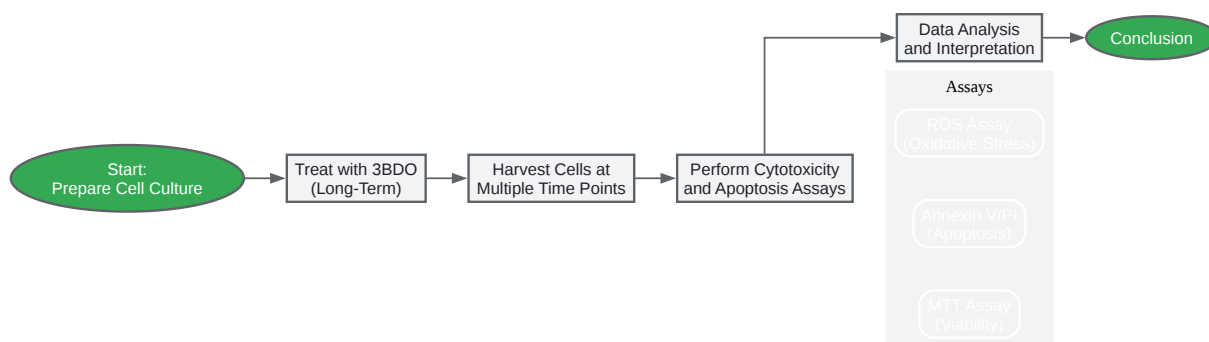 Start:
Prepare Cell Culture
Treat with 3BDO
(Long-Term)
Harvest Cells at
Multiple Time Points
Perform Cytotoxicity
and Apoptosis Assays
Data Analysis
and Interpretation
Conclusion
Assays
ROS Assay
(Oxidative Stress)
Annexin V/PI
(Apoptosis)
MTT Assay
(Viability)